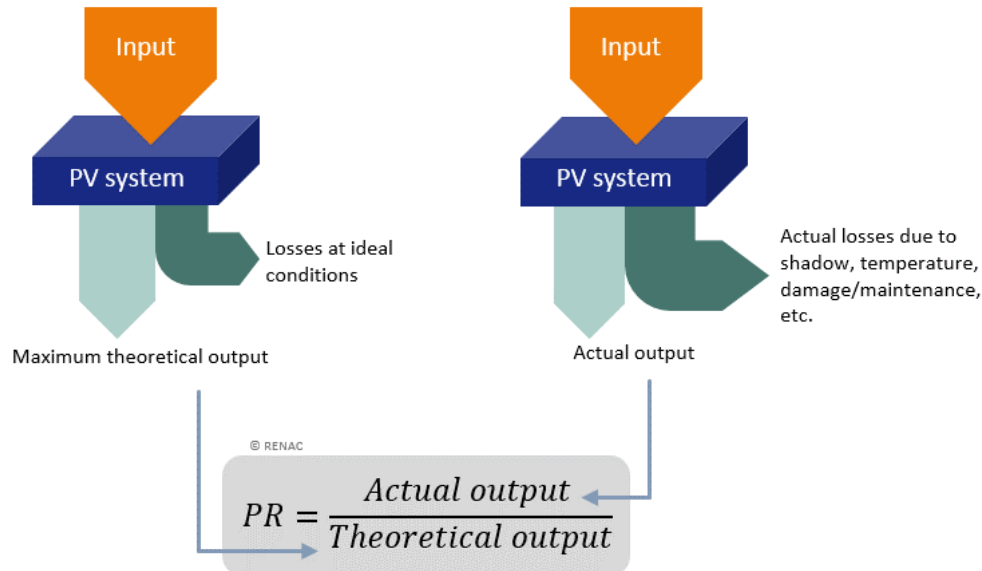 Input
PV system
Losses at ideal
conditions
Maximum theoretical output
Input
PV system
Actual losses due to
shadow, temperature,
damage/maintenance,
etc.
Actual output
© RENAC
PR = Actual output
Theoretical output